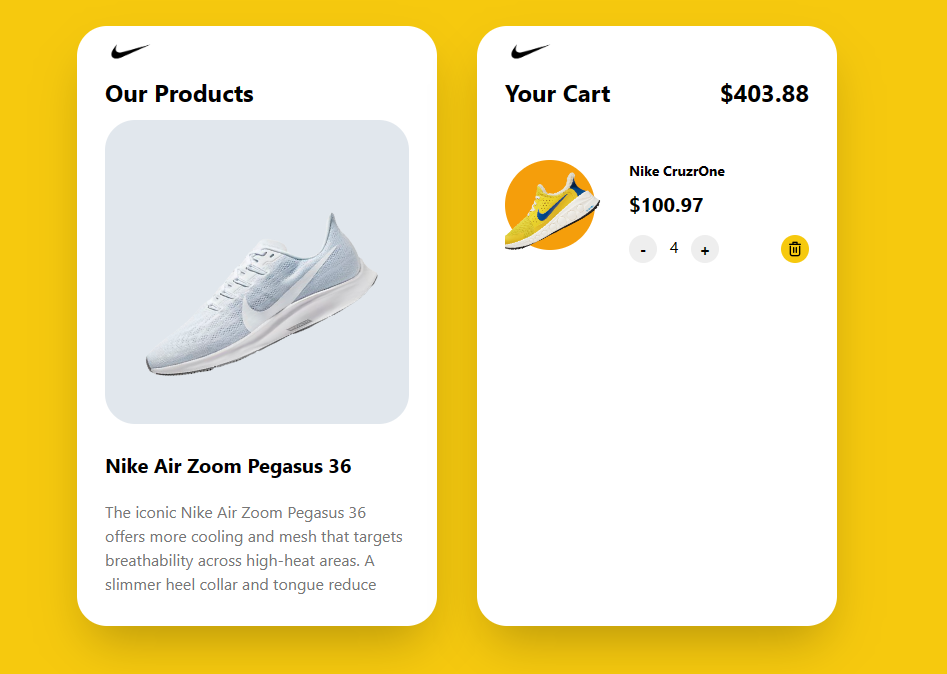 Our Products
Nike Air Zoom Pegasus 36
The iconic Nike Air Zoom Pegasus 36
offers more cooling and mesh that targets
breathability across high-heat areas. A
slimmer heel collar and tongue reduce
Your Cart $403.88
Nike CruzrOne
$100.97
- 4 +